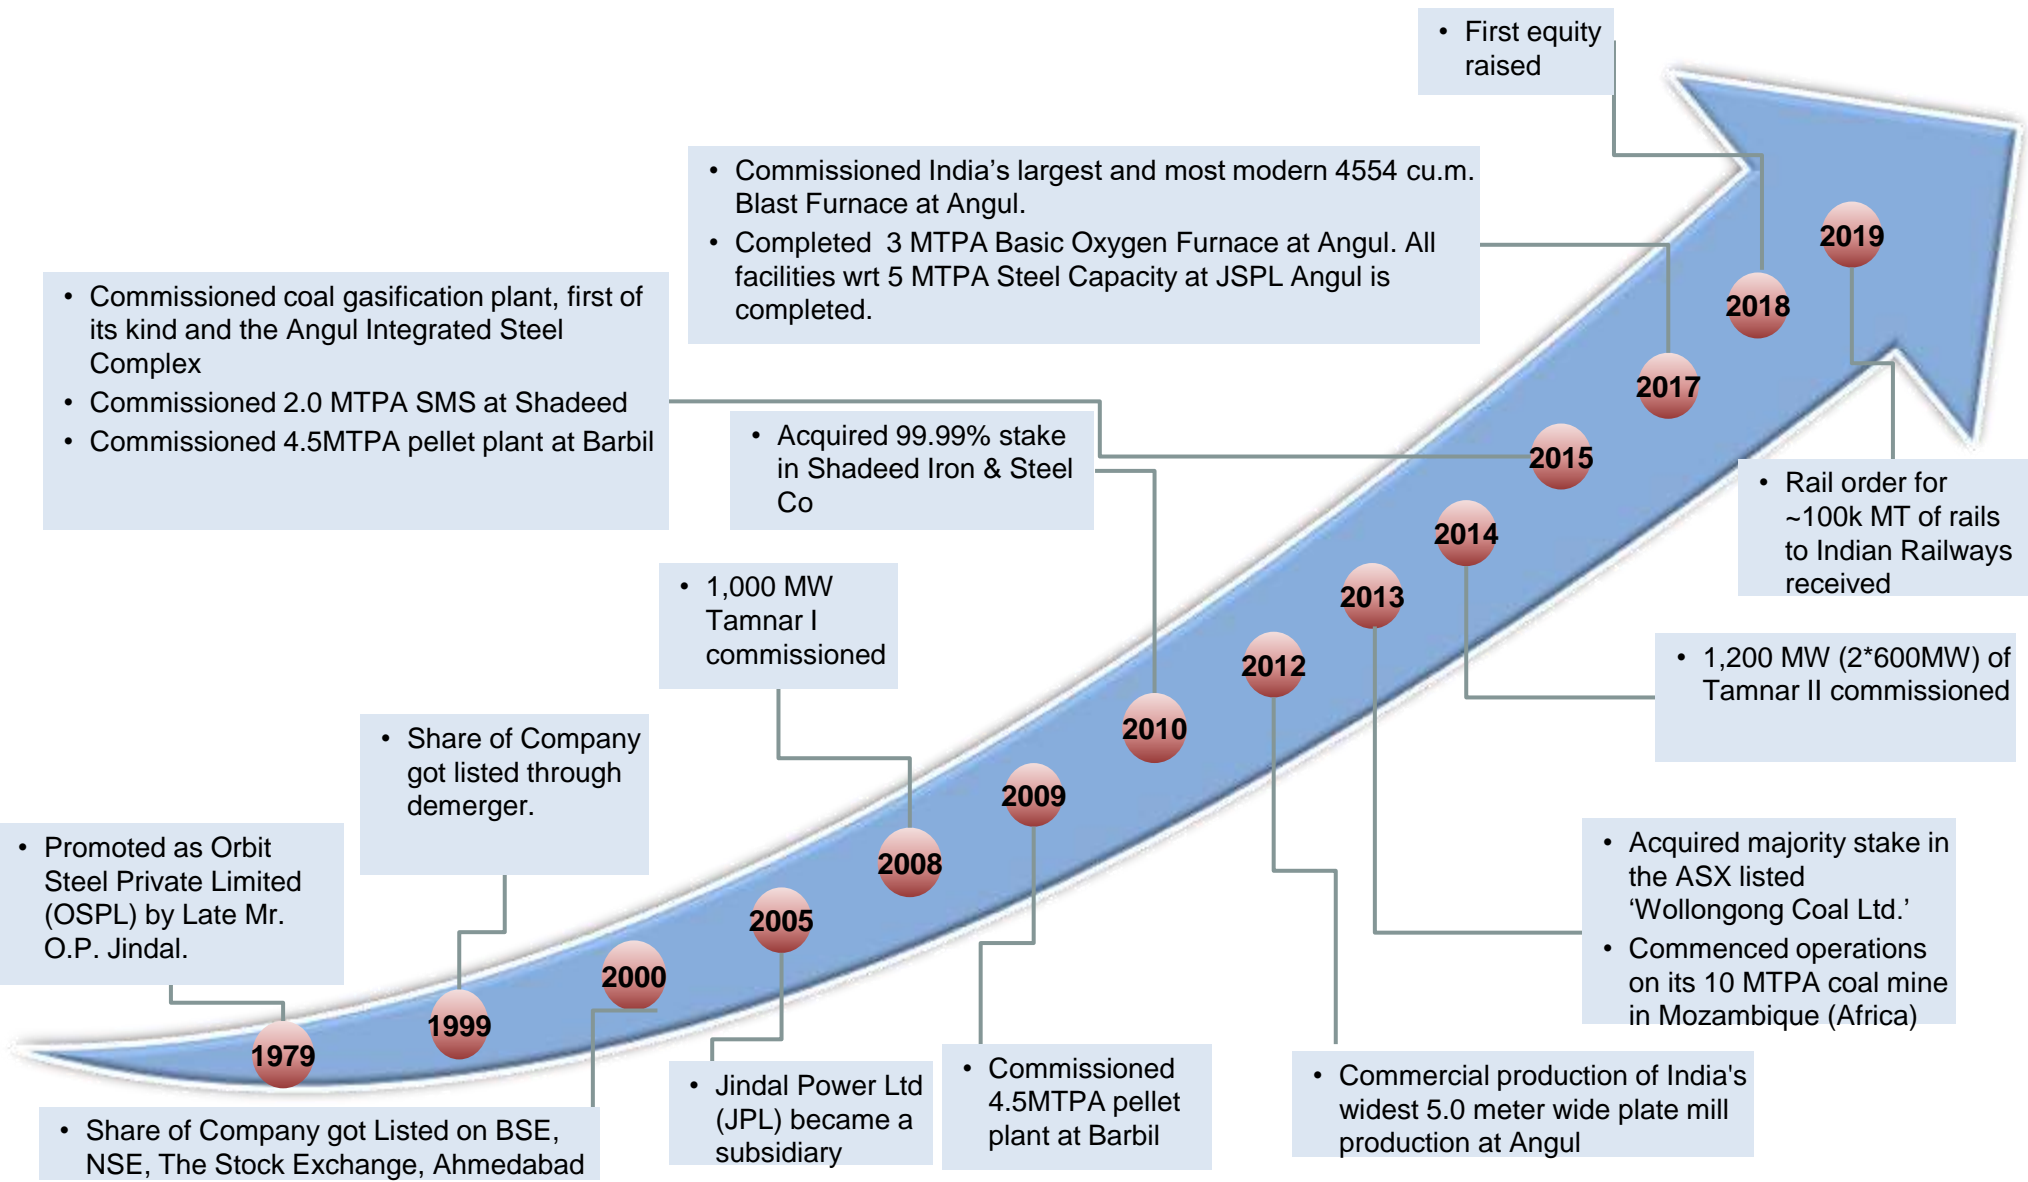 • First equity
raised
• Commissioned India’s largest and most modern 4554 cu.m.
Blast Furnace at Angul.
• Completed 3 MTPA Basic Oxygen Furnace at Angul. All
facilities wrt 5 MTPA Steel Capacity at JSPL Angul is
completed.
• Commissioned coal gasification plant, first of
its kind and the Angul Integrated Steel
Complex
• Commissioned 2.0 MTPA SMS at Shadeed
• Commissioned 4.5MTPA pellet plant at Barbil
• Acquired 99.99% stake
in Shadeed Iron & Steel
Co
• 1,000 MW
Tamnar I
commissioned
• Share of Company
got listed through
demerger.
• Promoted as Orbit
Steel Private Limited
(OSPL) by Late Mr.
O.P. Jindal.
1979
1999
2000
2005
2008
2009
2010
2012
2013
2014
2015
2017
2018
2019
• Rail order for
~100k MT of rails
to Indian Railways
received
• 1,200 MW (2*600MW) of
Tamnar II commissioned
• Acquired majority stake in
the ASX listed
‘Wollongong Coal Ltd.’
• Commenced operations
on its 10 MTPA coal mine
in Mozambique (Africa)
• Share of Company got Listed on BSE,
NSE, The Stock Exchange, Ahmedabad
• Jindal Power Ltd
(JPL) became a
subsidiary
• Commissioned
4.5MTPA pellet
plant at Barbil
• Commercial production of India's
widest 5.0 meter wide plate mill
production at Angul